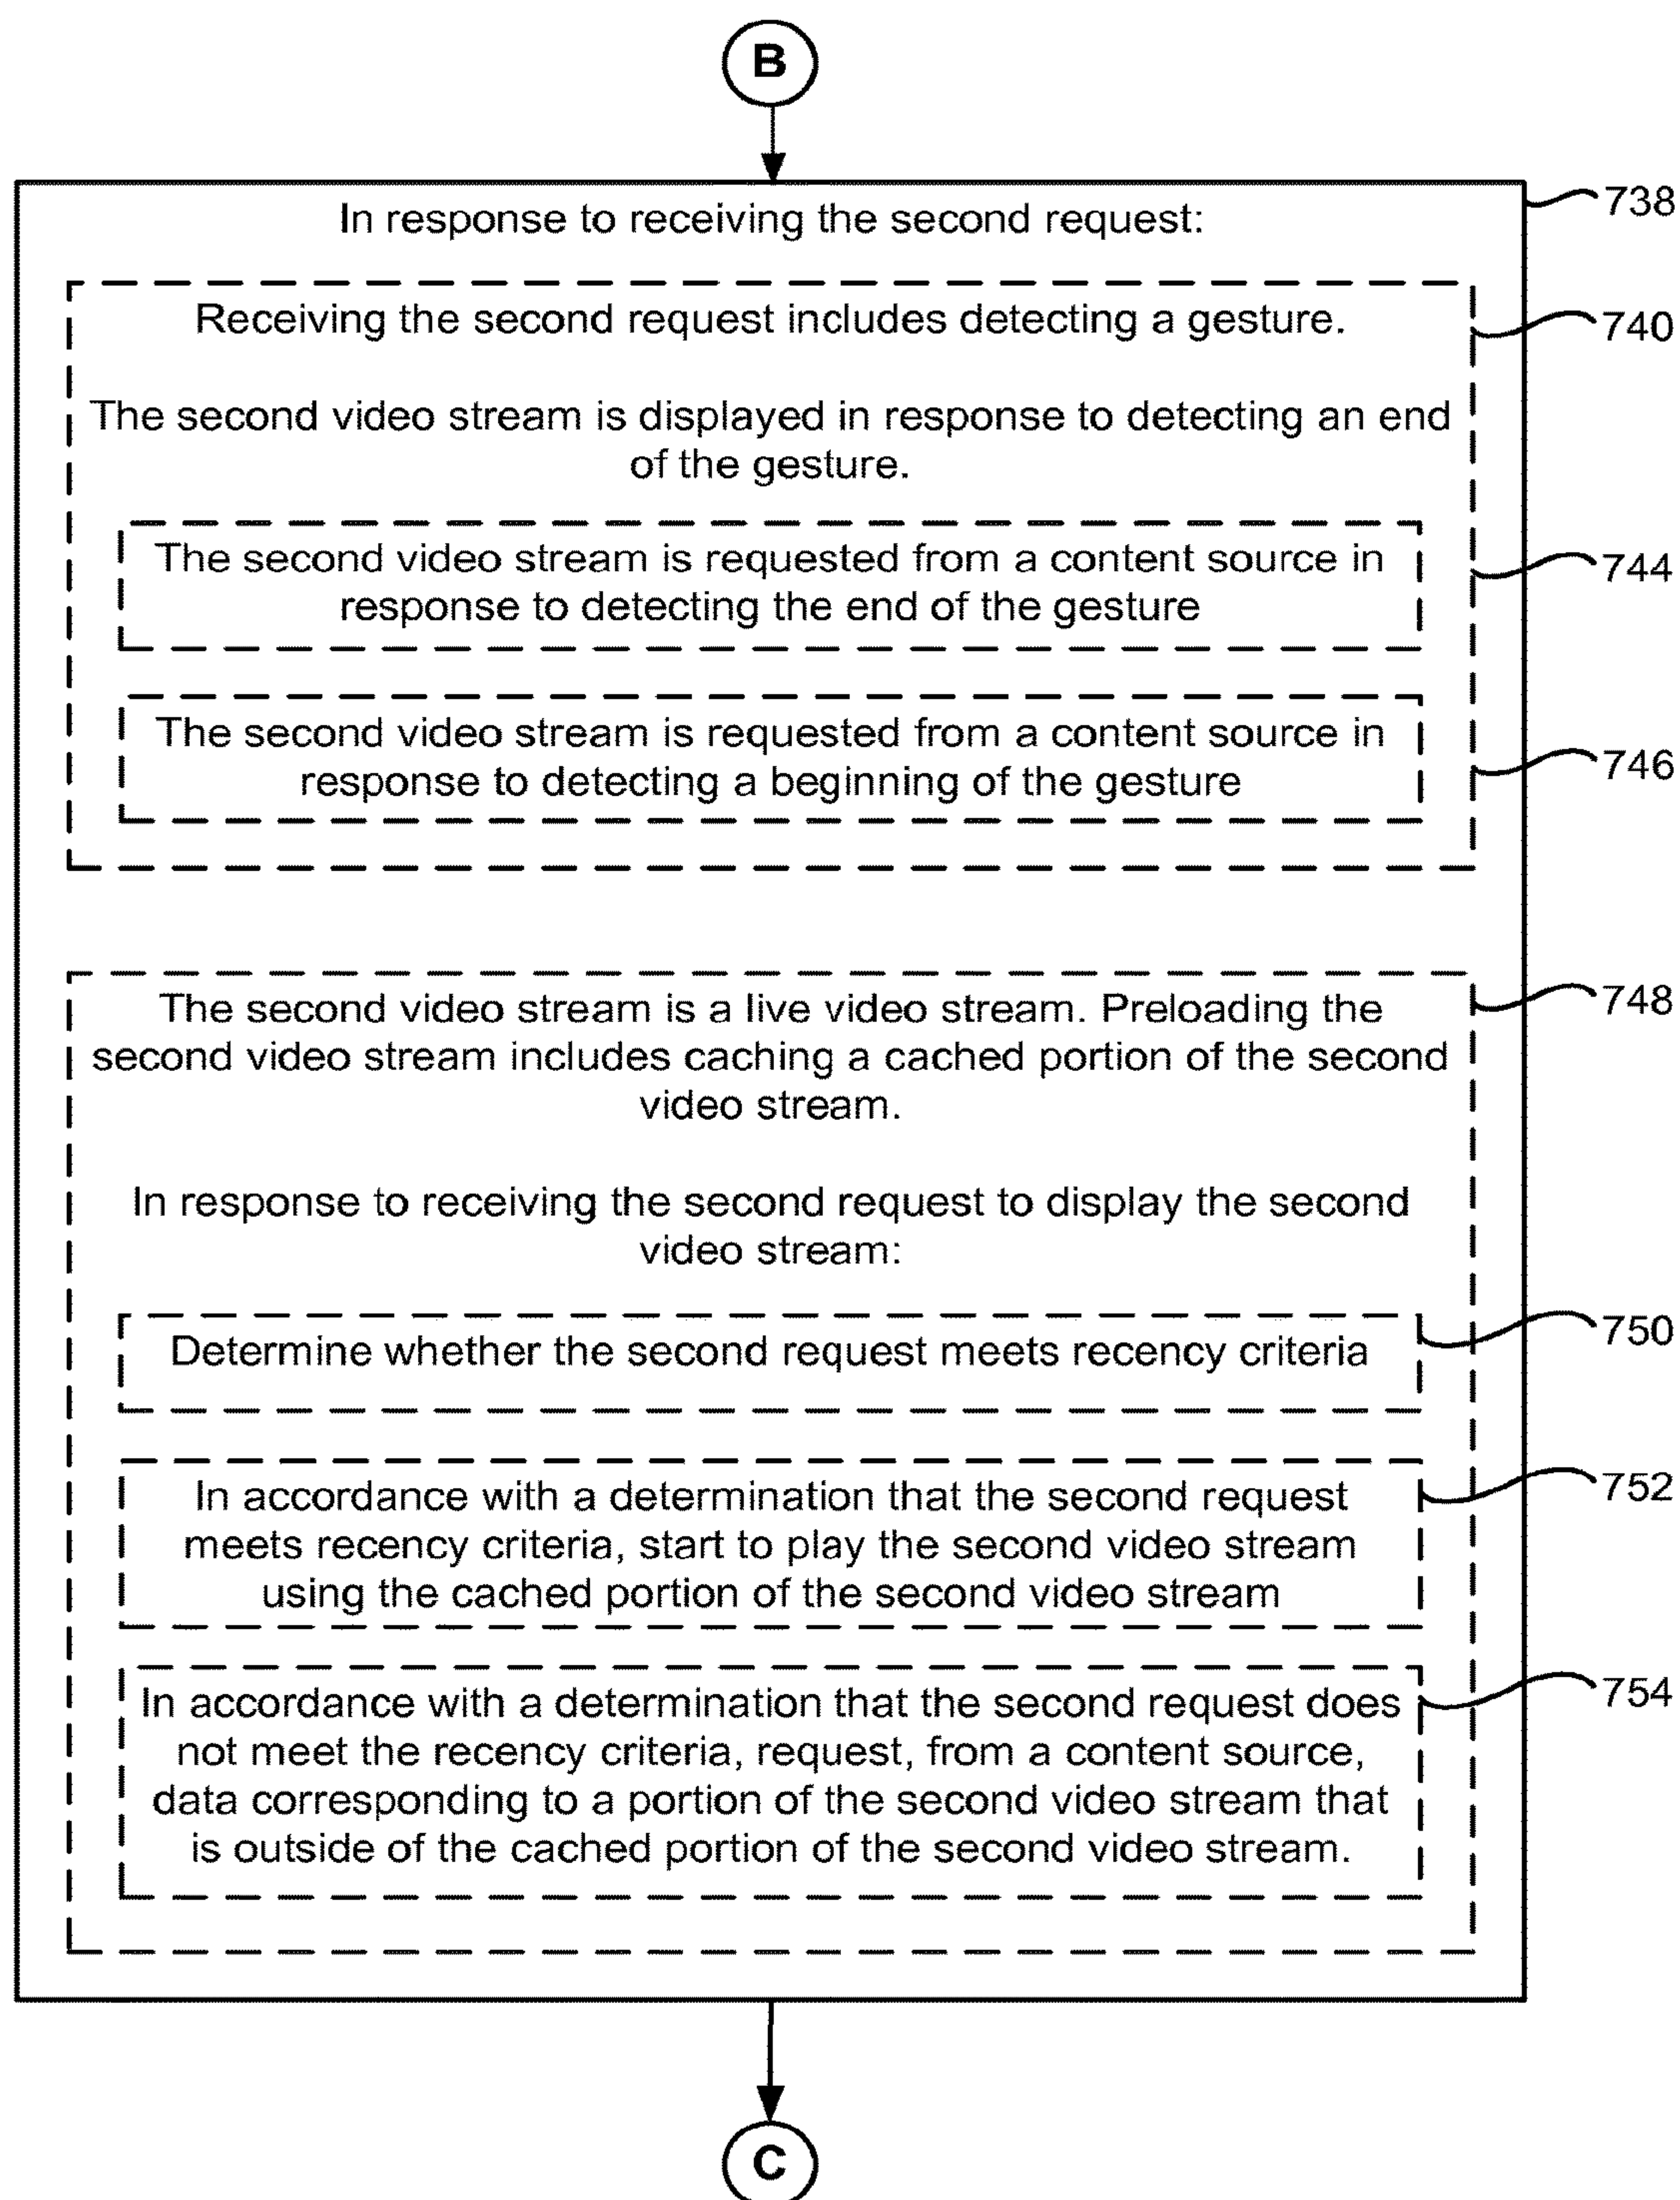 B
In response to receiving the second request:
738
Receiving the second request includes detecting a gesture.
740
The second video stream is displayed in response to detecting an end
of the gesture.
The second video stream is requested from a content source in
response to detecting the end of the gesture
744
The second video stream is requested from a content source in
response to detecting a beginning of the gesture
746
The second video stream is a live video stream. Preloading the
second video stream includes caching a cached portion of the second
video stream.
748
In response to receiving the second request to display the second
video stream:
Determine whether the second request meets recency criteria
750
In accordance with a determination that the second request
meets recency criteria, start to play the second video stream
using the cached portion of the second video stream
752
In accordance with a determination that the second request does
not meet the recency criteria, request, from a content source,
data corresponding to a portion of the second video stream that
is outside of the cached portion of the second video stream.
754
C